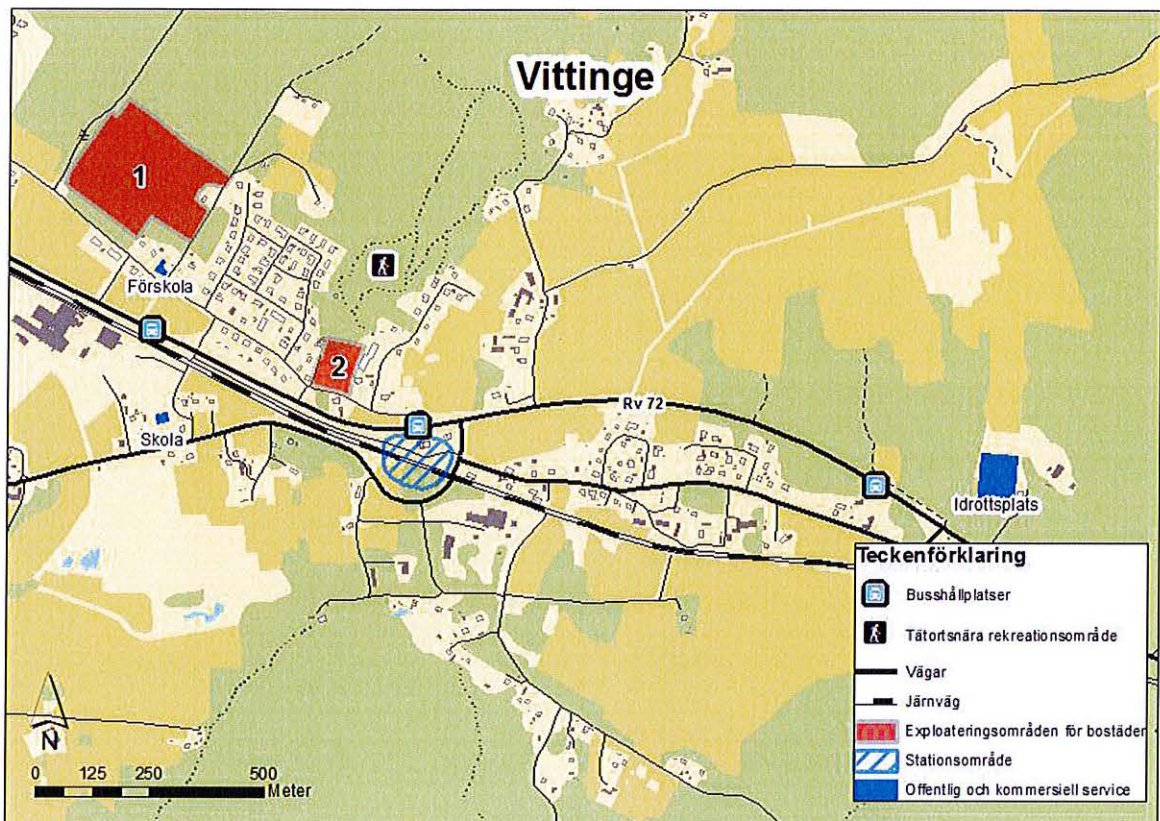 Vittinge
1
Förskola
2
Rv 72
Skola
Idrottsplats
Teckenförklaring
Busshållplatser
Tätortsnära rekreationsområde
Vägar
Järnväg
Exploateringsområden för bostäder
Stationsområde
Offentlig och kommersiell service
N
0 125 250 500
Meter